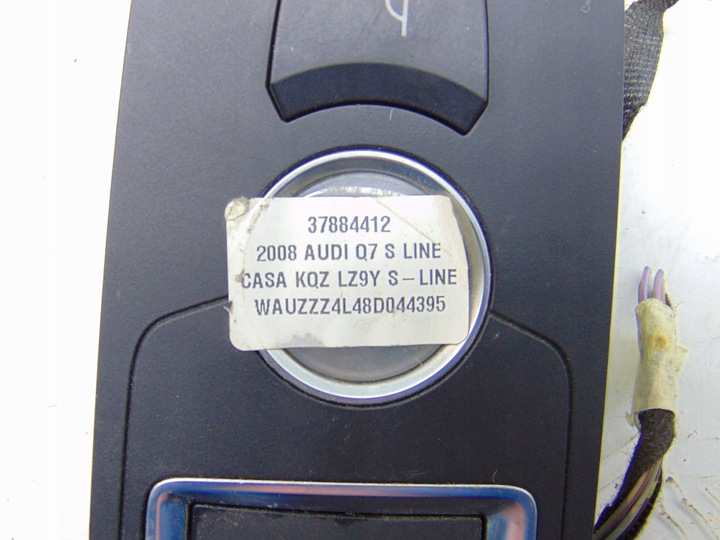 37884412
2008 AUDI Q7 S LINE
CASA KQZ LZ9Y S-LINE
WAUZZZ4L48D044395